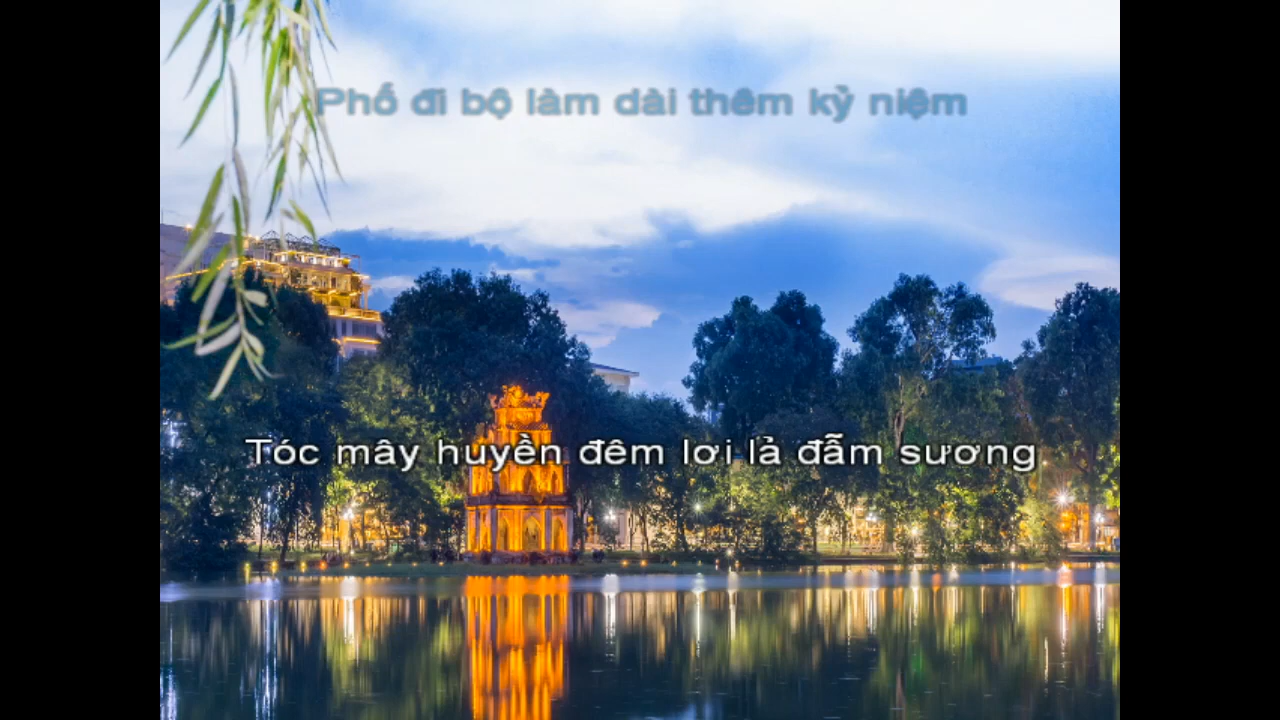 Phố đi bộ làm dài thêm kỷ niệm
Tóc mây huyền đêm lơi lả đẫm sương